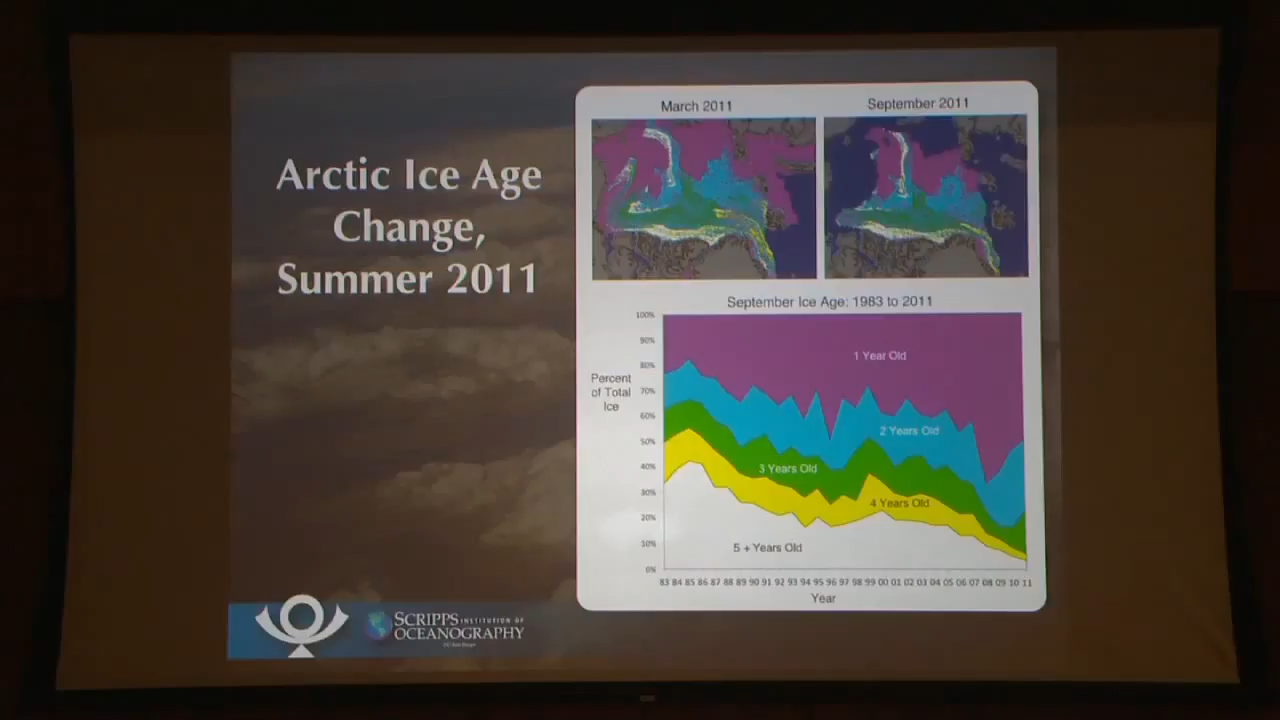 Arctic Ice Age
Change,
Summer 2011
March 2011
September 2011
September Ice Age: 1983 to 2011
100%
90%
80%
70%
60%
50%
40%
30%
20%
10%
0%
Percent
of Total
Ice
1 Year Old
2 Years Old
3 Years Old
4 Years Old
5 + Years Old
83 84 85 86 87 88 89 90 91 92 93 94 95 96 97 98 99 00 01 02 03 04 05 06 07 08 09 10 11
Year
SCRIPPS INSTITUTION OF
OCEANOGRAPHY
UC San Diego